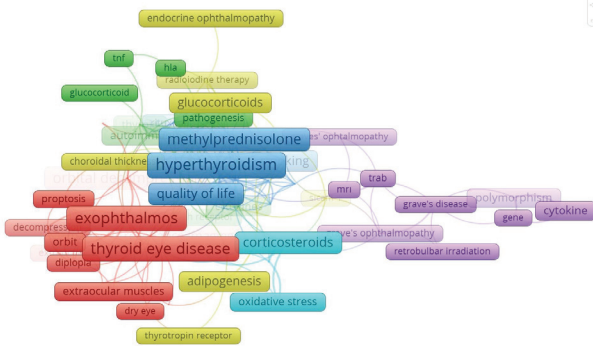 endocrine ophthalmopathy
tnf
hla
radioiodine therapy
glucocorticoid
glucocorticoids
pathogenesis
methylprednisolone
choroidal thickne
hyperthyroidism
king
trab
mri
proptosis
quality of life
grave's disease
polymorphism
gene
cytokine
exophthalmos
decompress
orbit
thyroid eye disease
corticosteroids
grave's ophthalmopathy
retrobulbar irradiation
diplopia
adipogenesis
extraocular muscles
oxidative stress
dry eye
thyrotropin receptor